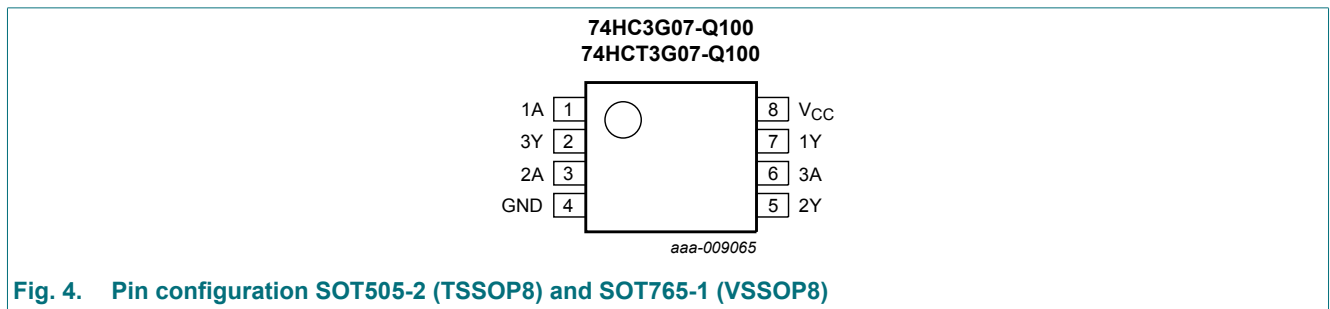 74HC3G07-Q100
74HCT3G07-Q100
1A 1 8 VCC
3Y 2 7 1Y
2A 3 6 3A
GND 4 5 2Y
aaa-009065
Fig. 4. Pin configuration SOT505-2 (TSSOP8) and SOT765-1 (VSSOP8)